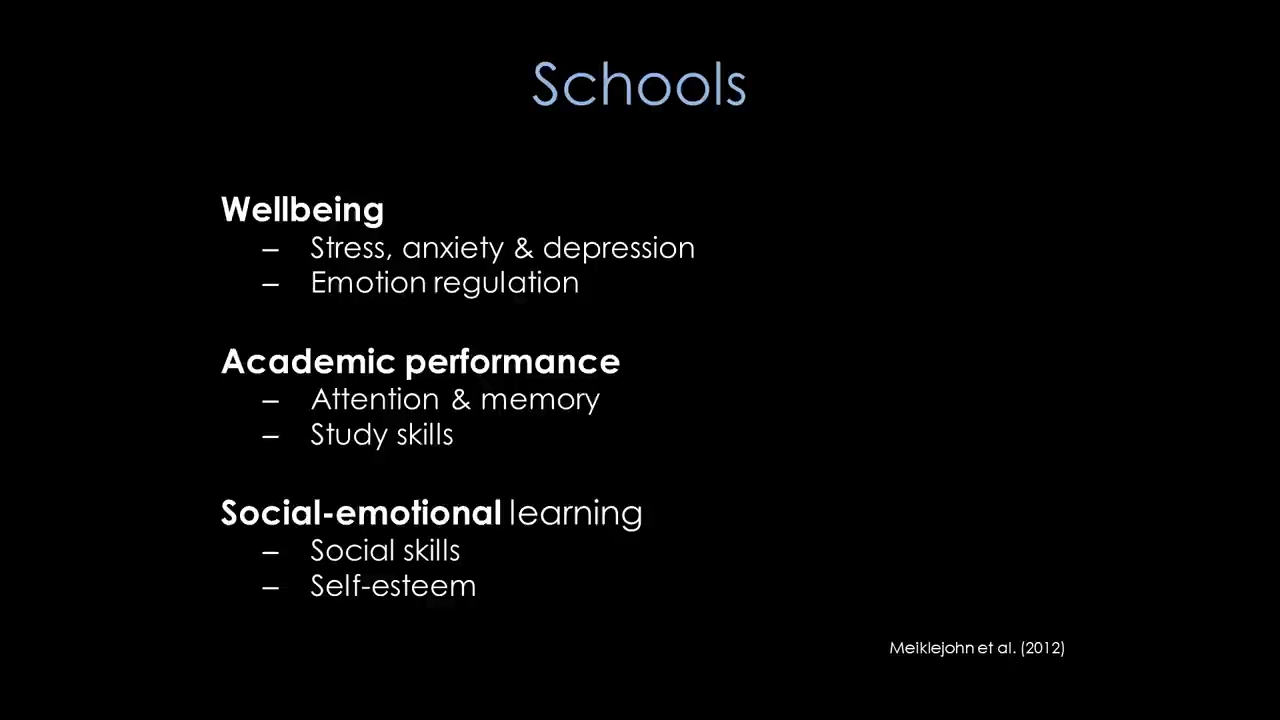 Schools
Wellbeing
– Stress, anxiety & depression
– Emotion regulation
Academic performance
– Attention & memory
– Study skills
Social-emotional learning
– Social skills
– Self-esteem
Meiklejohn et al. (2012)